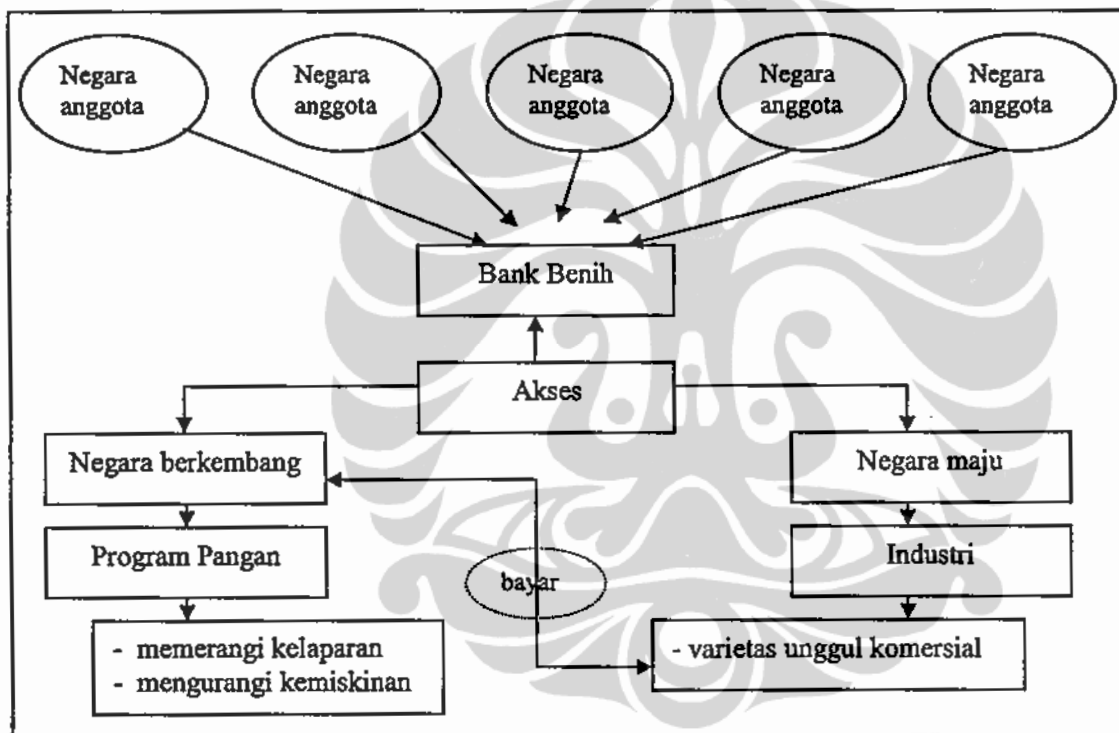 Negara
anggota
Negara
anggota
Negara
anggota
Negara
anggota
Negara
anggota
Bank Benih
Akses
Negara berkembang
Negara maju
Program Pangan
Industri
bayar
- memerangi kelaparan
- mengurangi kemiskinan
- varietas unggul komersial